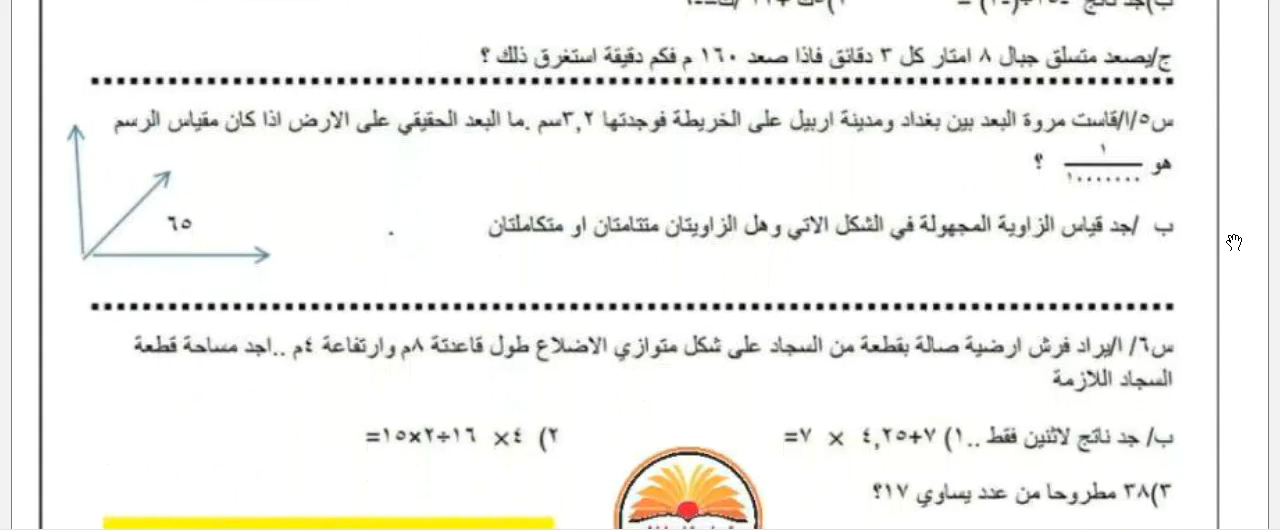 ج/يصعد متسلق جبال ٨ امتار كل ٣ دقائق فاذا صعد ١٦٠ م فكم دقيقة استغرق ذلك ؟
س٥/ا/قاست مروة البعد بين بغداد ومدينة اربيل على الخريطة فوجدتها ٣,٢سم .ما البعد الحقيقي على الارض اذا كان مقياس الرسم
هو ١/١٠٠٠٠٠٠٠ ؟
٦٥
ب /جد قياس الزاوية المجهولة في الشكل الاتي وهل الزاويتان متتامتان او متكاملتان .
س٦/ ا/يراد فرش ارضية صالة بقطعة من السجاد على شكل متوازي الاضلاع طول قاعدتة ٨م وارتفاعة ٤م ..اجد مساحة قطعة
السجاد اللازمة
ب/ جد ناتج لاثنين فقط ..١) ٧+٤,٢٥ × ٧= ٢) ٤× ١٦÷٢×١٥=
٣)٣٨ مطروحا من عدد يساوي ١٧؟